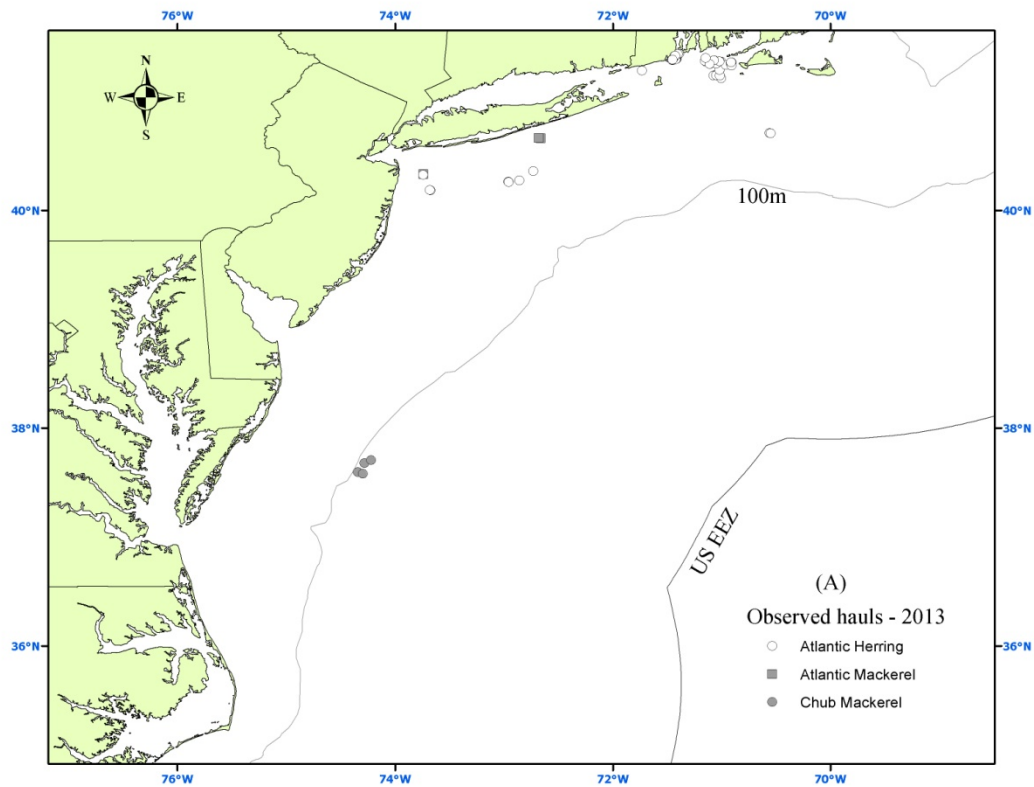 76°W 74°W 72°W 70°W
N
W E
S
40°N 40°N
100m
38°N 38°N
US EEZ
(A)
Observed hauls - 2013
36°N 36°N
Atlantic Herring
Atlantic Mackerel
Chub Mackerel
76°W 74°W 72°W 70°W